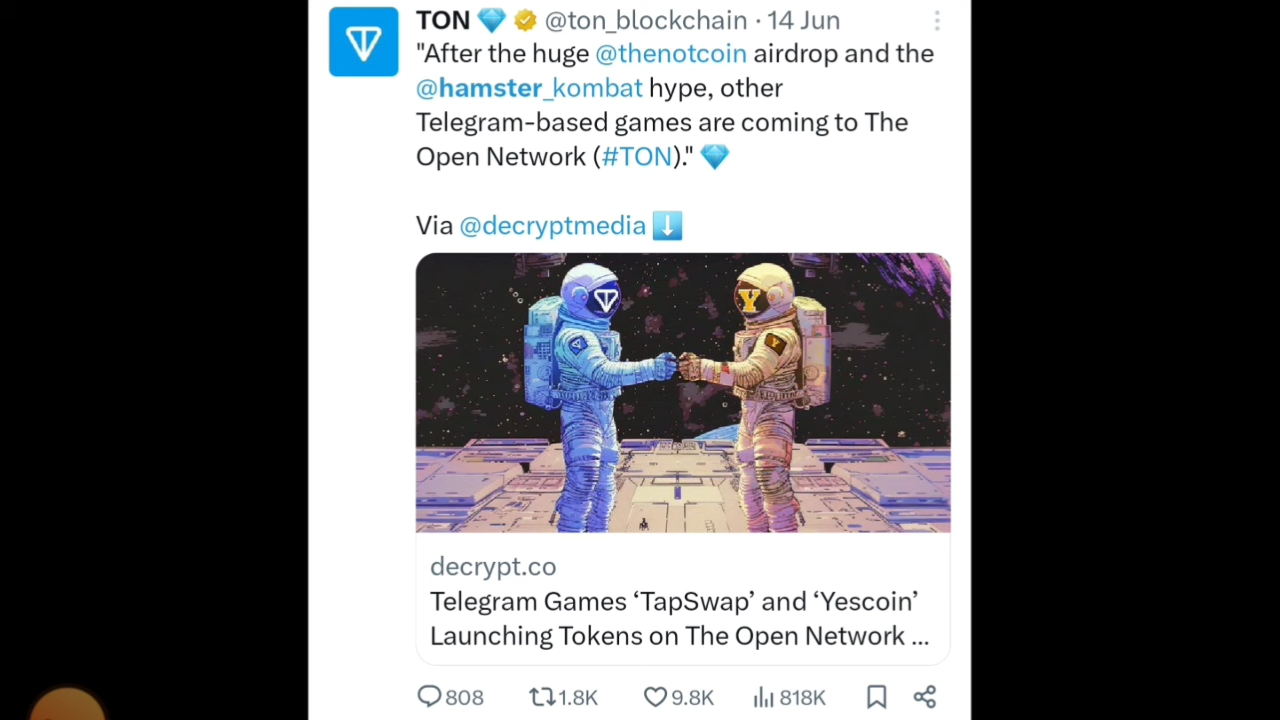 TON 💎 @ton_blockchain · 14 Jun
"After the huge @thenotcoin airdrop and the
@hamster_kombat hype, other
Telegram-based games are coming to The
Open Network (#TON)." 💎
Via @decryptmedia ⬇️
Y
Y
decrypt.co
Telegram Games ‘TapSwap’ and ‘Yescoin’
Launching Tokens on The Open Network ...
808 1.8K 9.8K 818K